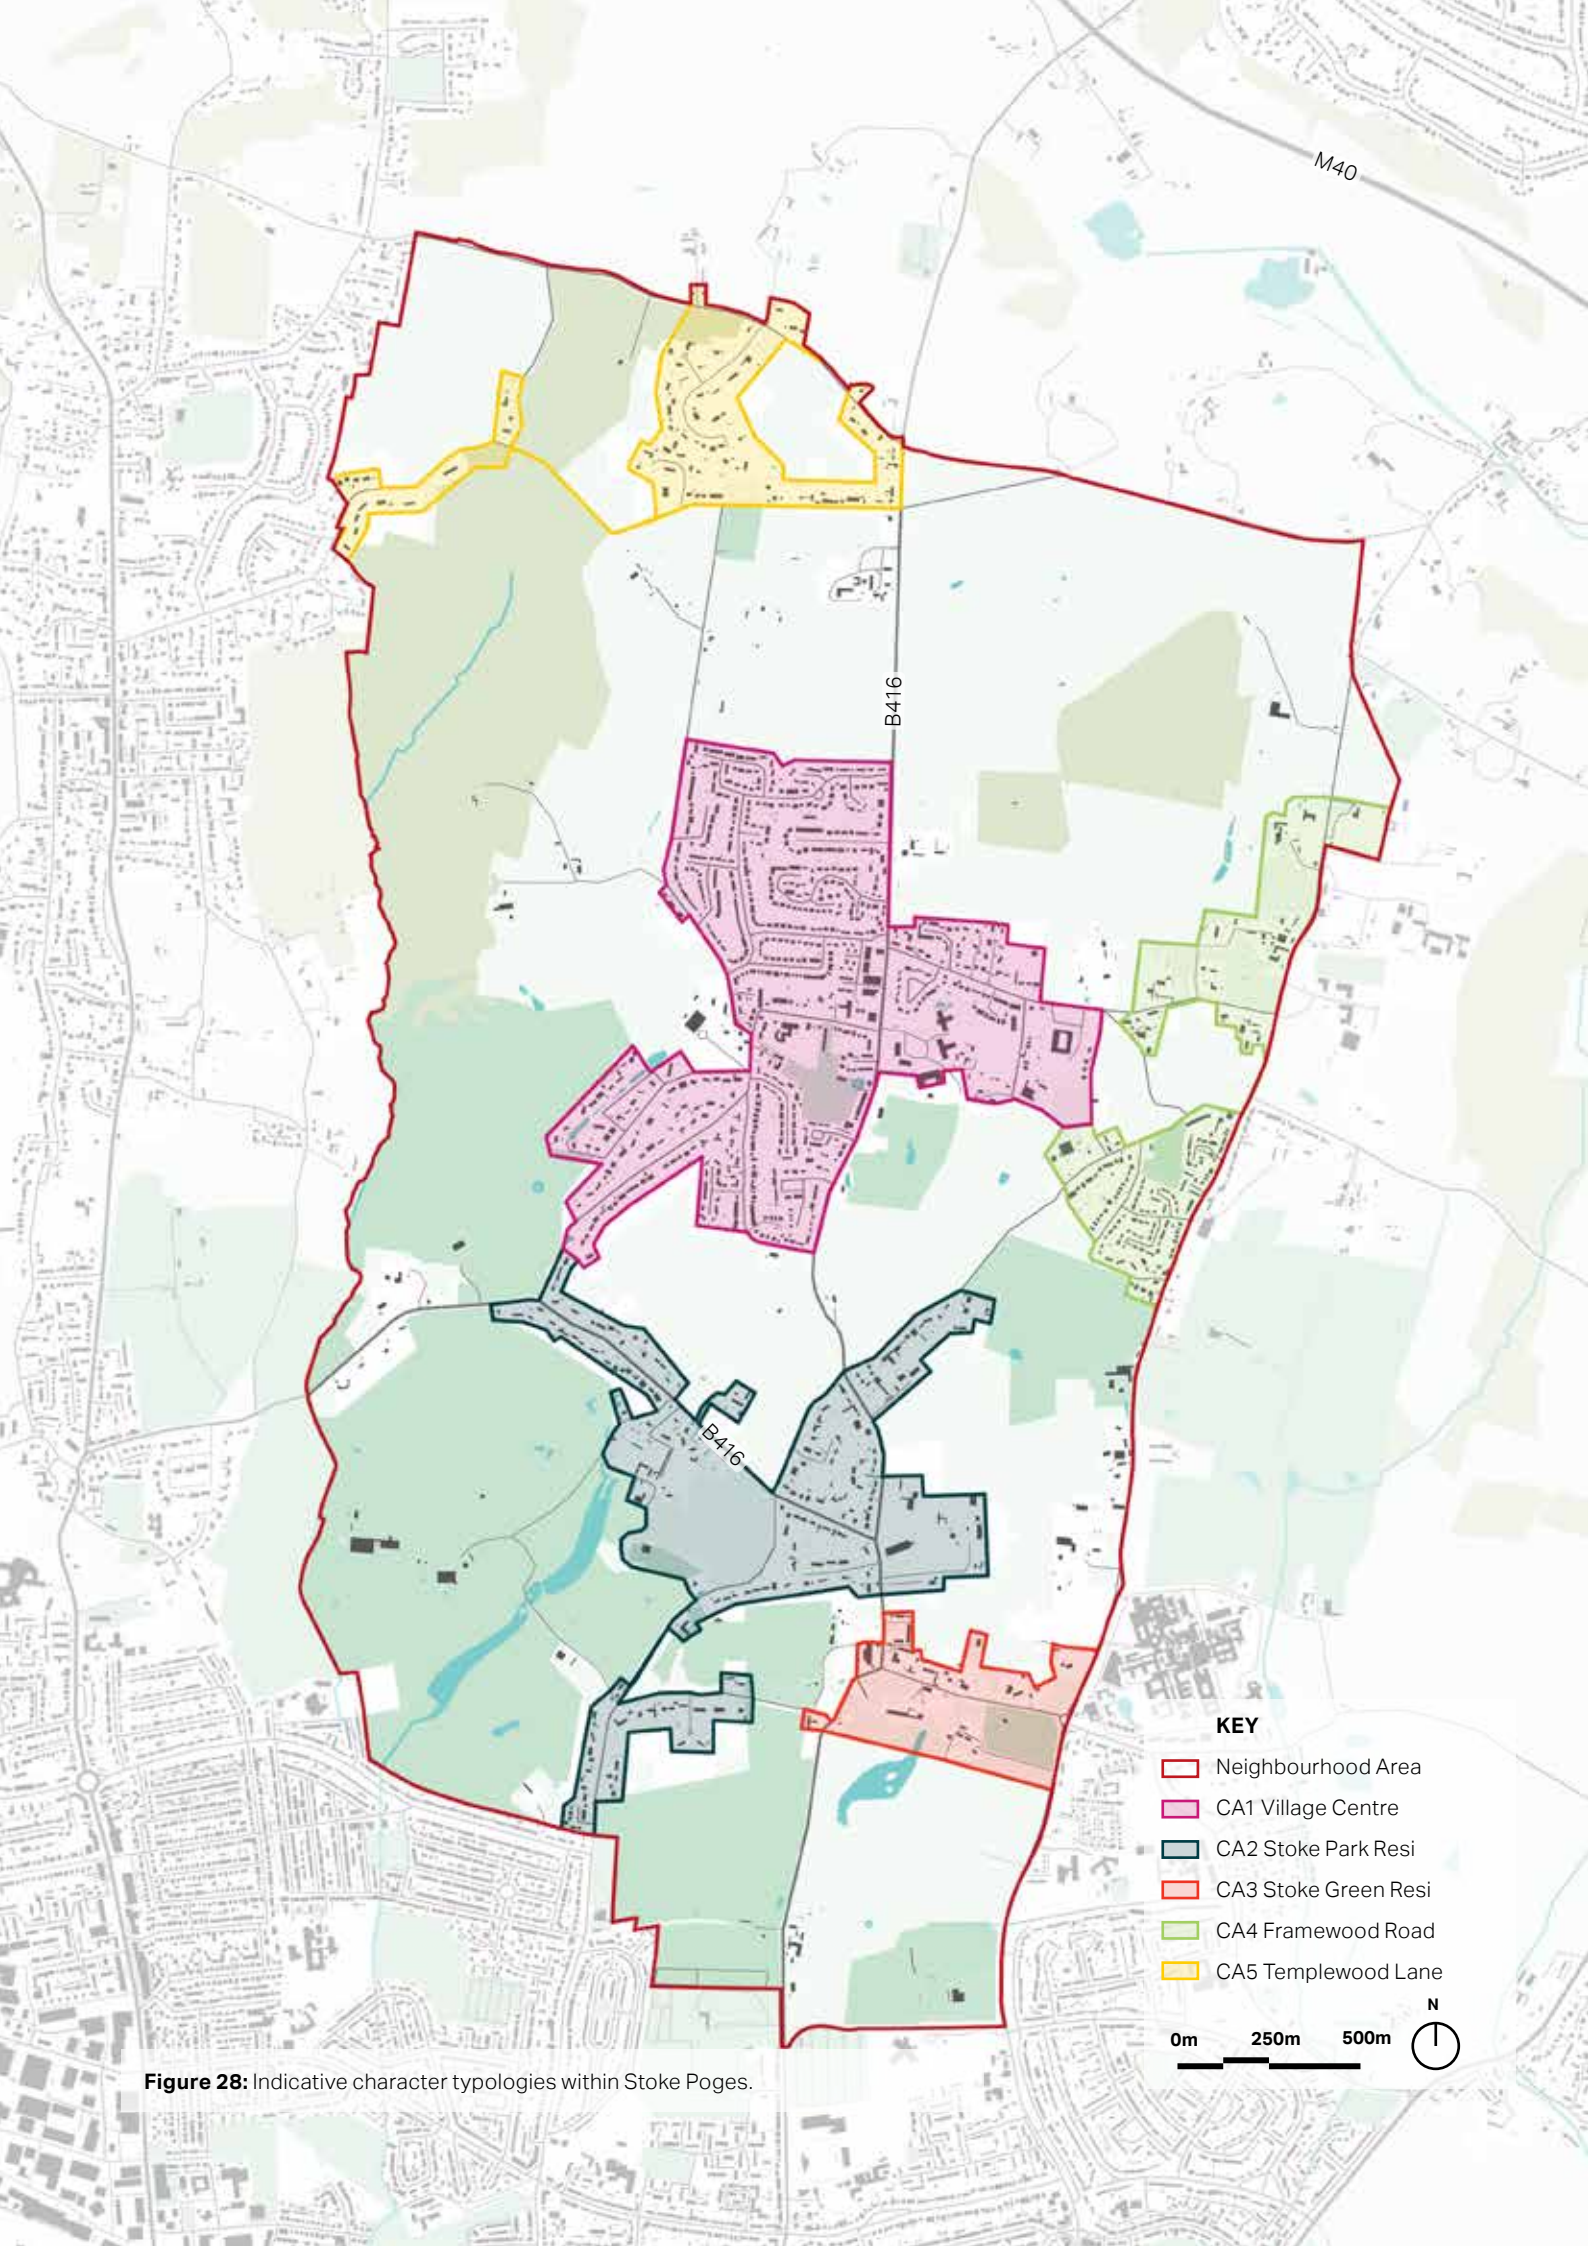 M40
B416
B416
KEY
Neighbourhood Area
CA1 Village Centre
CA2 Stoke Park Resi
CA3 Stoke Green Resi
CA4 Framewood Road
CA5 Templewood Lane
N
0m 250m 500m
Figure 28: Indicative character typologies within Stoke Poges.